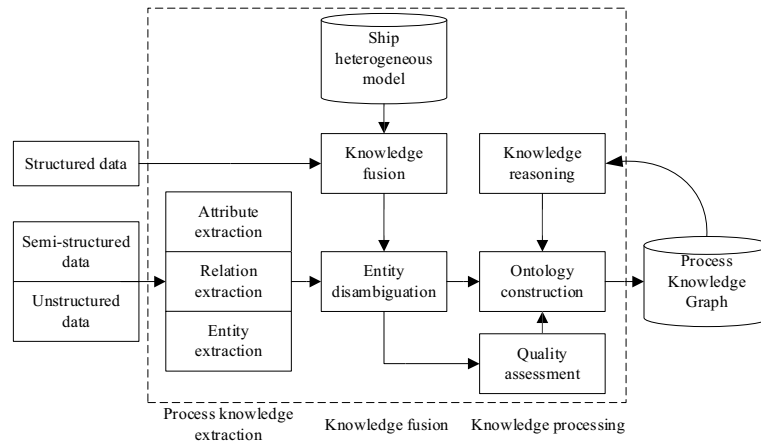 Ship
heterogeneous
model
Structured data
Knowledge
fusion
Knowledge
reasoning
Semi-structured
data
Unstructured
data
Attribute
extraction
Relation
extraction
Entity
extraction
Entity
disambiguation
Ontology
construction
Quality
assessment
Process
Knowledge
Graph
Process knowledge
extraction
Knowledge fusion
Knowledge processing